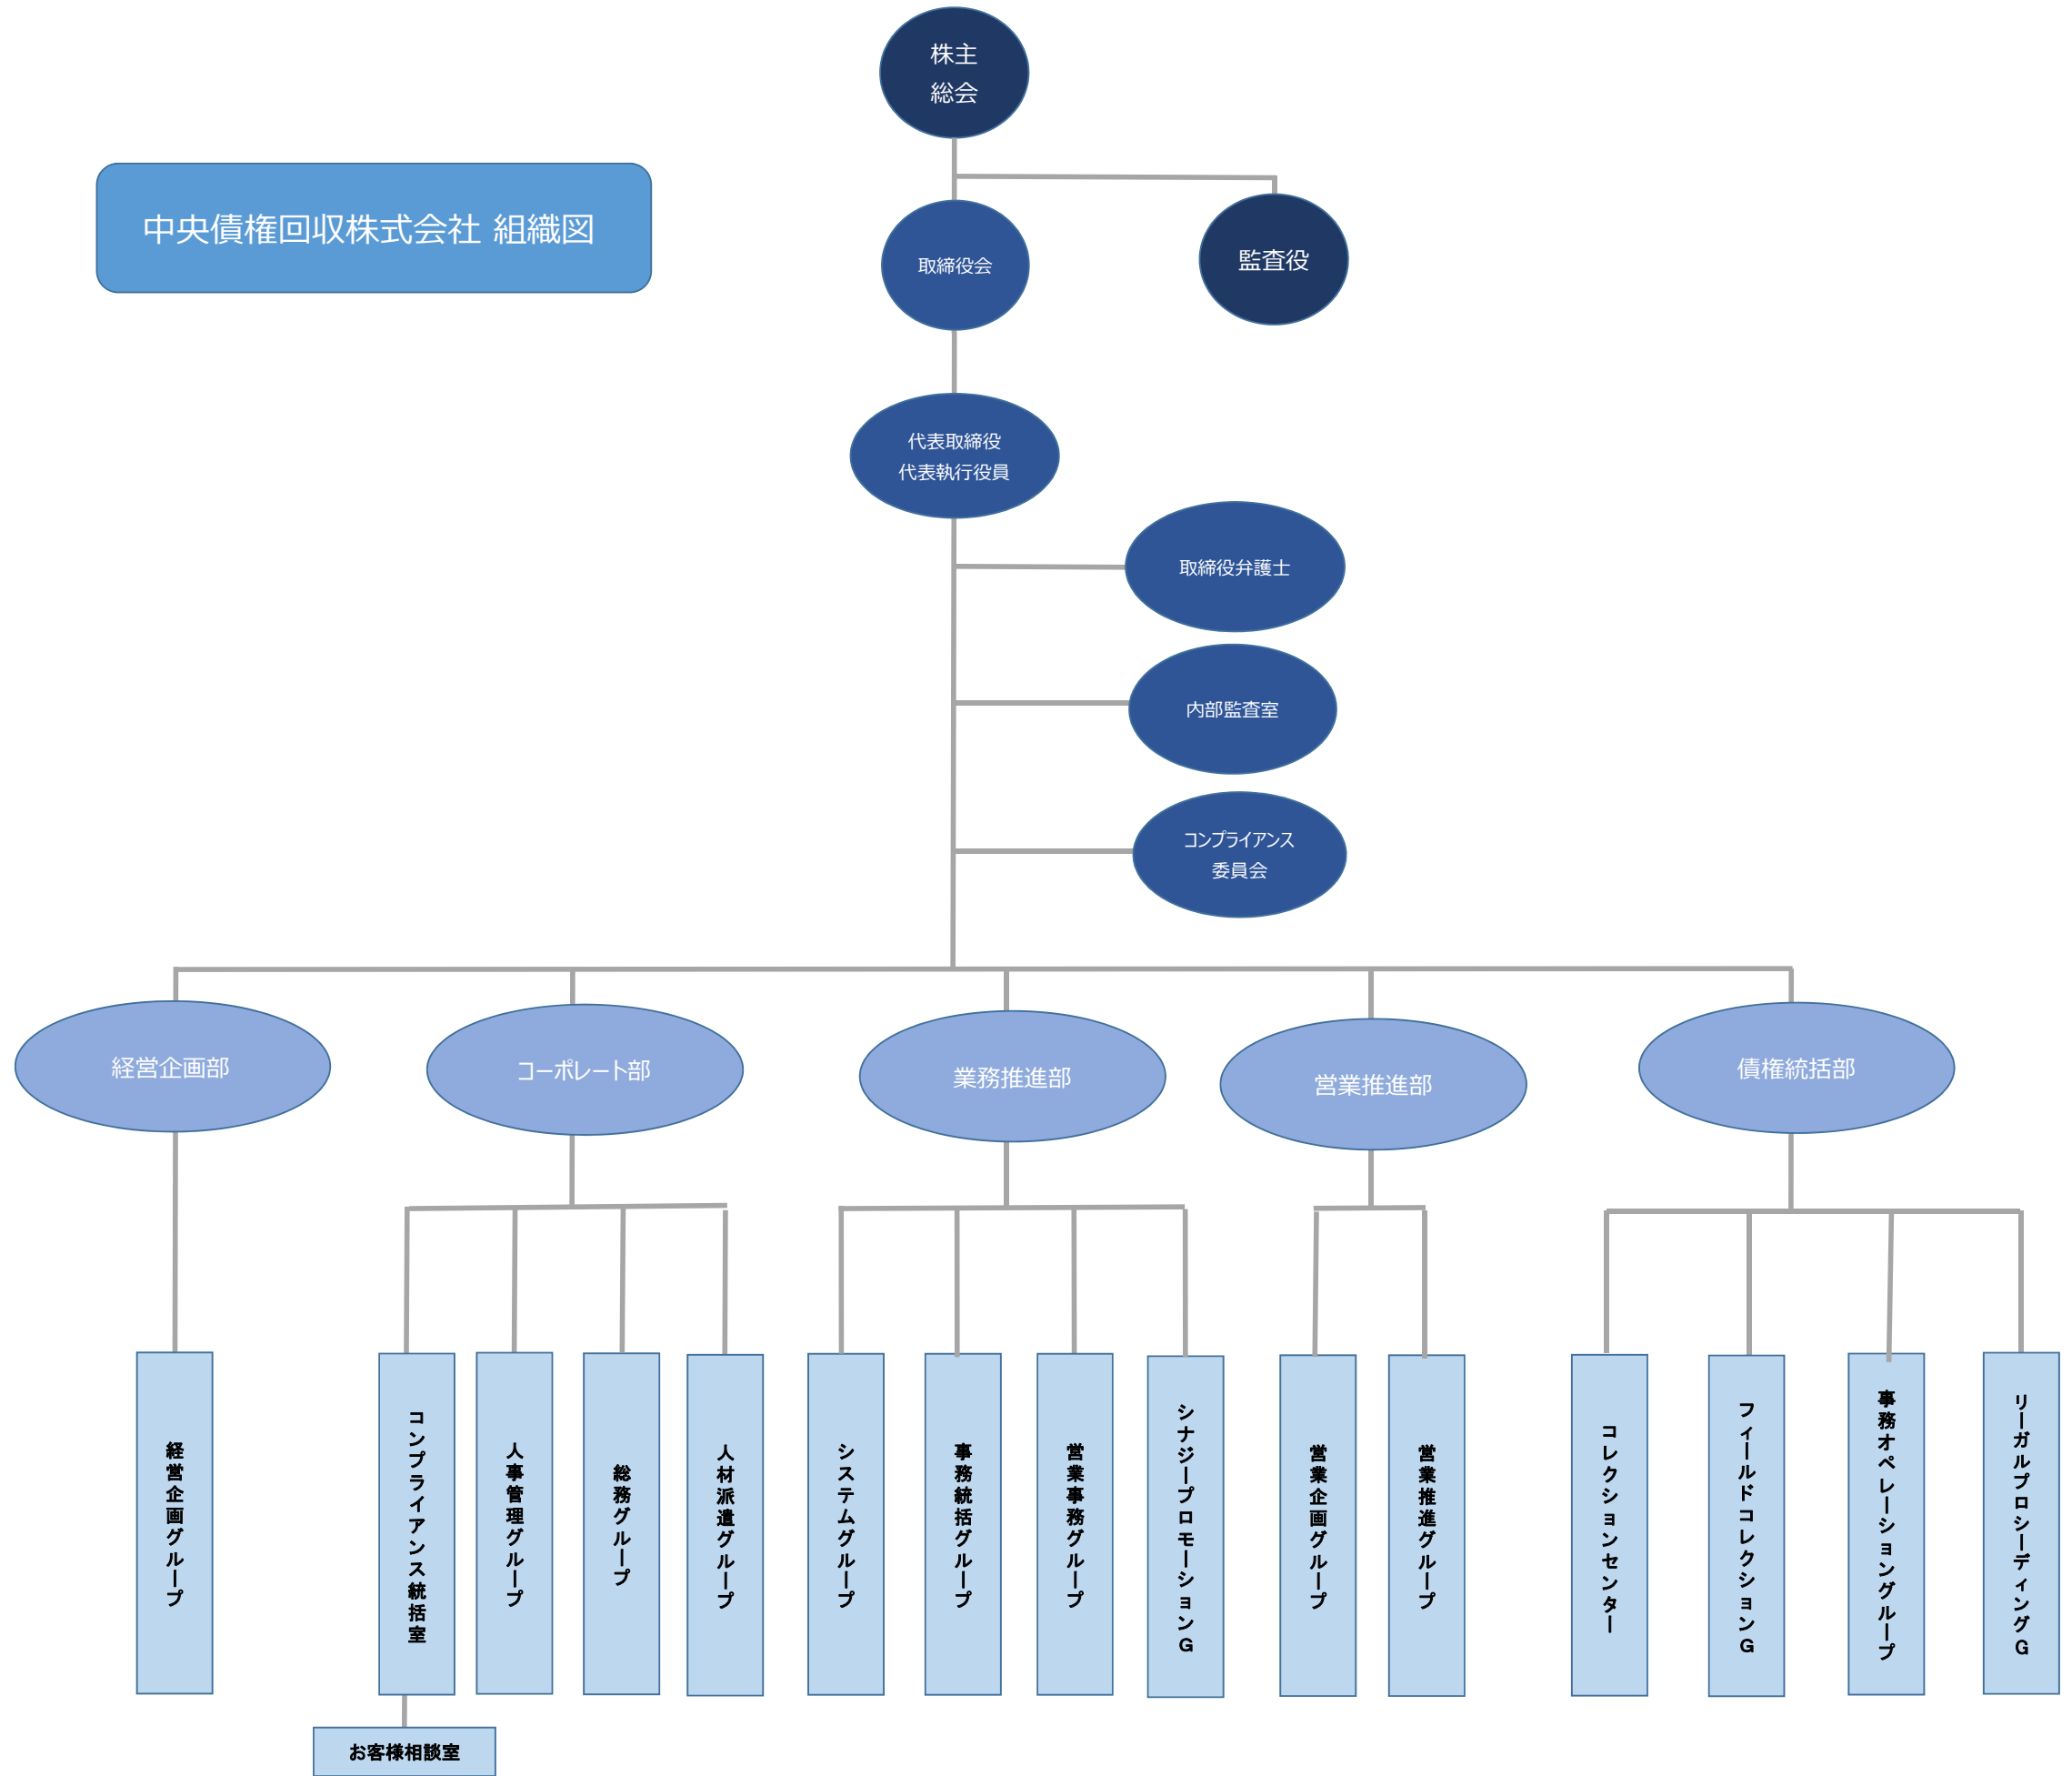 株主
総会
中央債権回収株式会社 組織図
取締役会
監査役
代表取締役
代表執行役員
取締役弁護士
内部監査室
コンプライアンス
委員会
経営企画部
コーポレート部
業務推進部
営業推進部
債権統括部
経営企画グループ
コンプライアンス統括室
人事管理グループ
総務グループ
人材派遣グループ
システムグループ
事務統括グループ
営業事務グループ
シナジープロモーションG
営業企画グループ
営業推進グループ
コレクションセンター
フィールドコレクションG
事務オペレーショングループ
リーガルプロシーディングG
お客様相談室